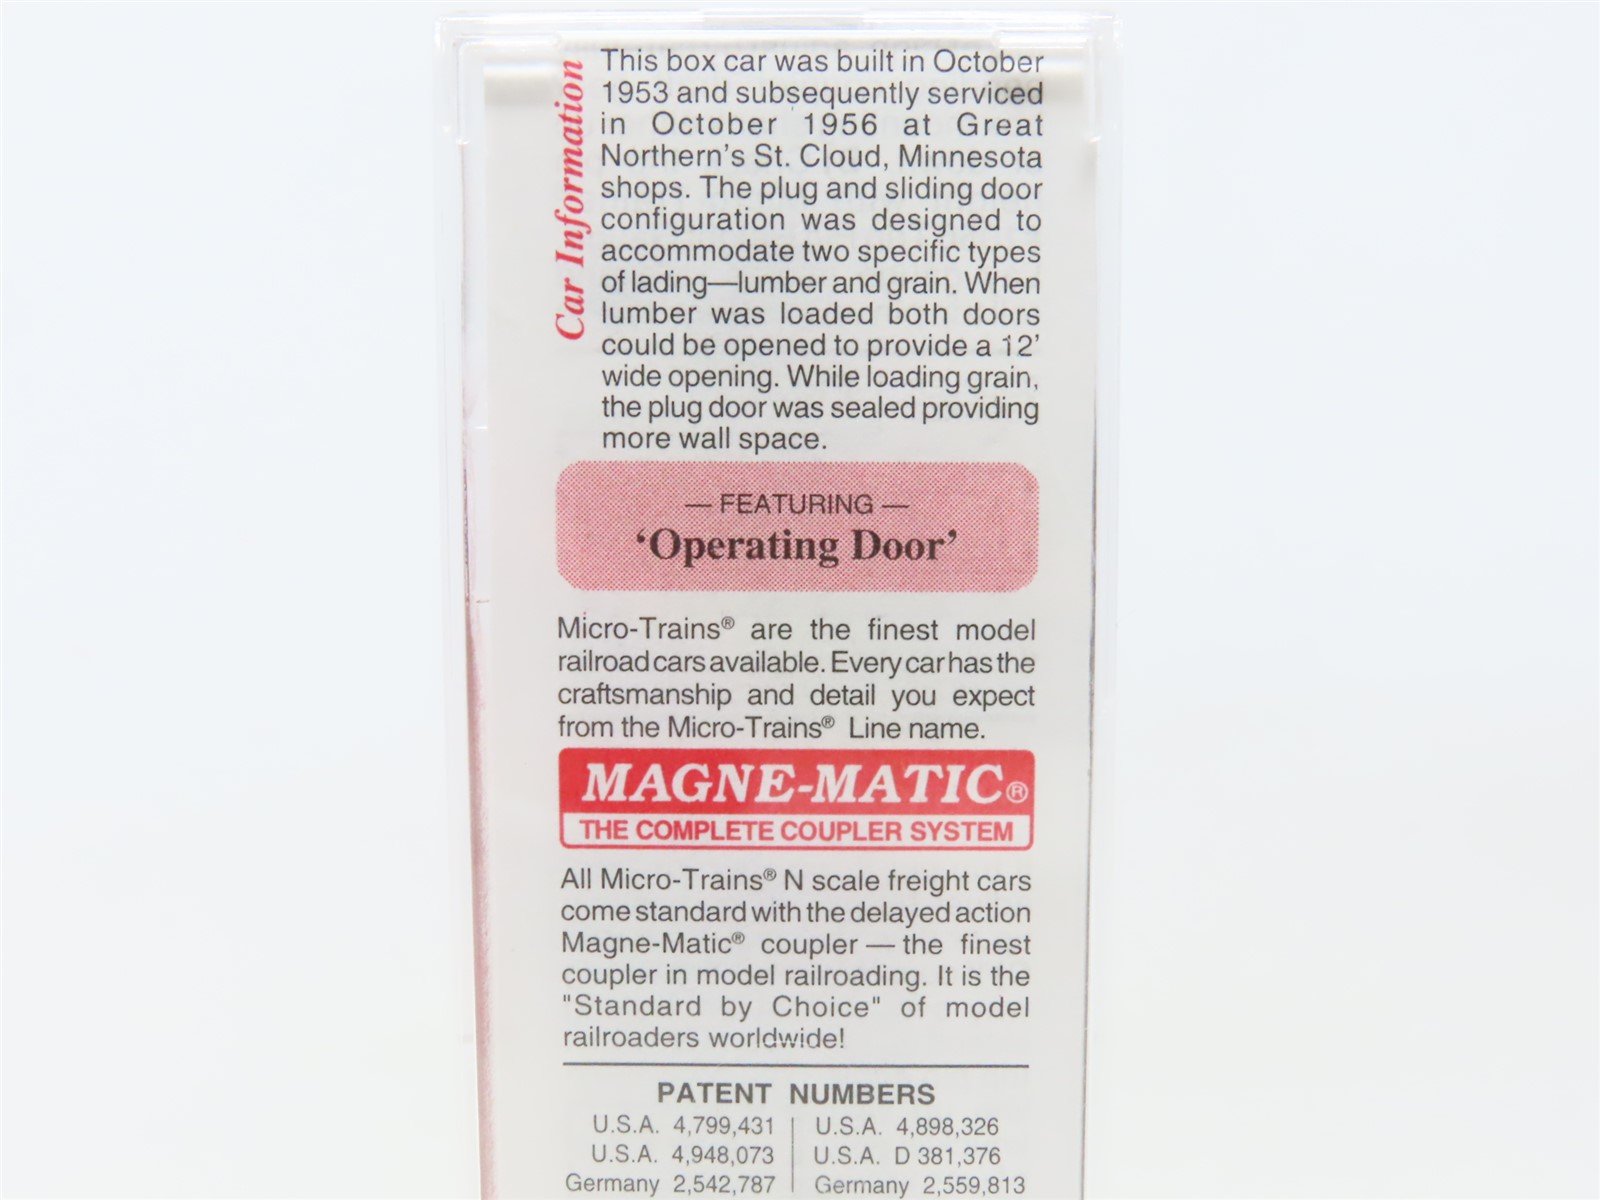 Car Information
This box car was built in October
1953 and subsequently serviced
in October 1956 at Great
Northern's St. Cloud, Minnesota
shops. The plug and sliding door
configuration was designed to
accommodate two specific types
of lading—lumber and grain. When
lumber was loaded both doors
could be opened to provide a 12'
wide opening. While loading grain,
the plug door was sealed providing
more wall space.
— FEATURING —
‘Operating Door’
Micro-Trains® are the finest model
railroad cars available. Every car has the
craftsmanship and detail you expect
from the Micro-Trains® Line name.
MAGNE-MATIC®
THE COMPLETE COUPLER SYSTEM
All Micro-Trains® N scale freight cars
come standard with the delayed action
Magne-Matic® coupler — the finest
coupler in model railroading. It is the
"Standard by Choice" of model
railroaders worldwide!
PATENT NUMBERS
U.S.A. 4,799,431 | U.S.A. 4,898,326
U.S.A. 4,948,073 | U.S.A. D 381,376
Germany 2,542,787 | Germany 2,559,813